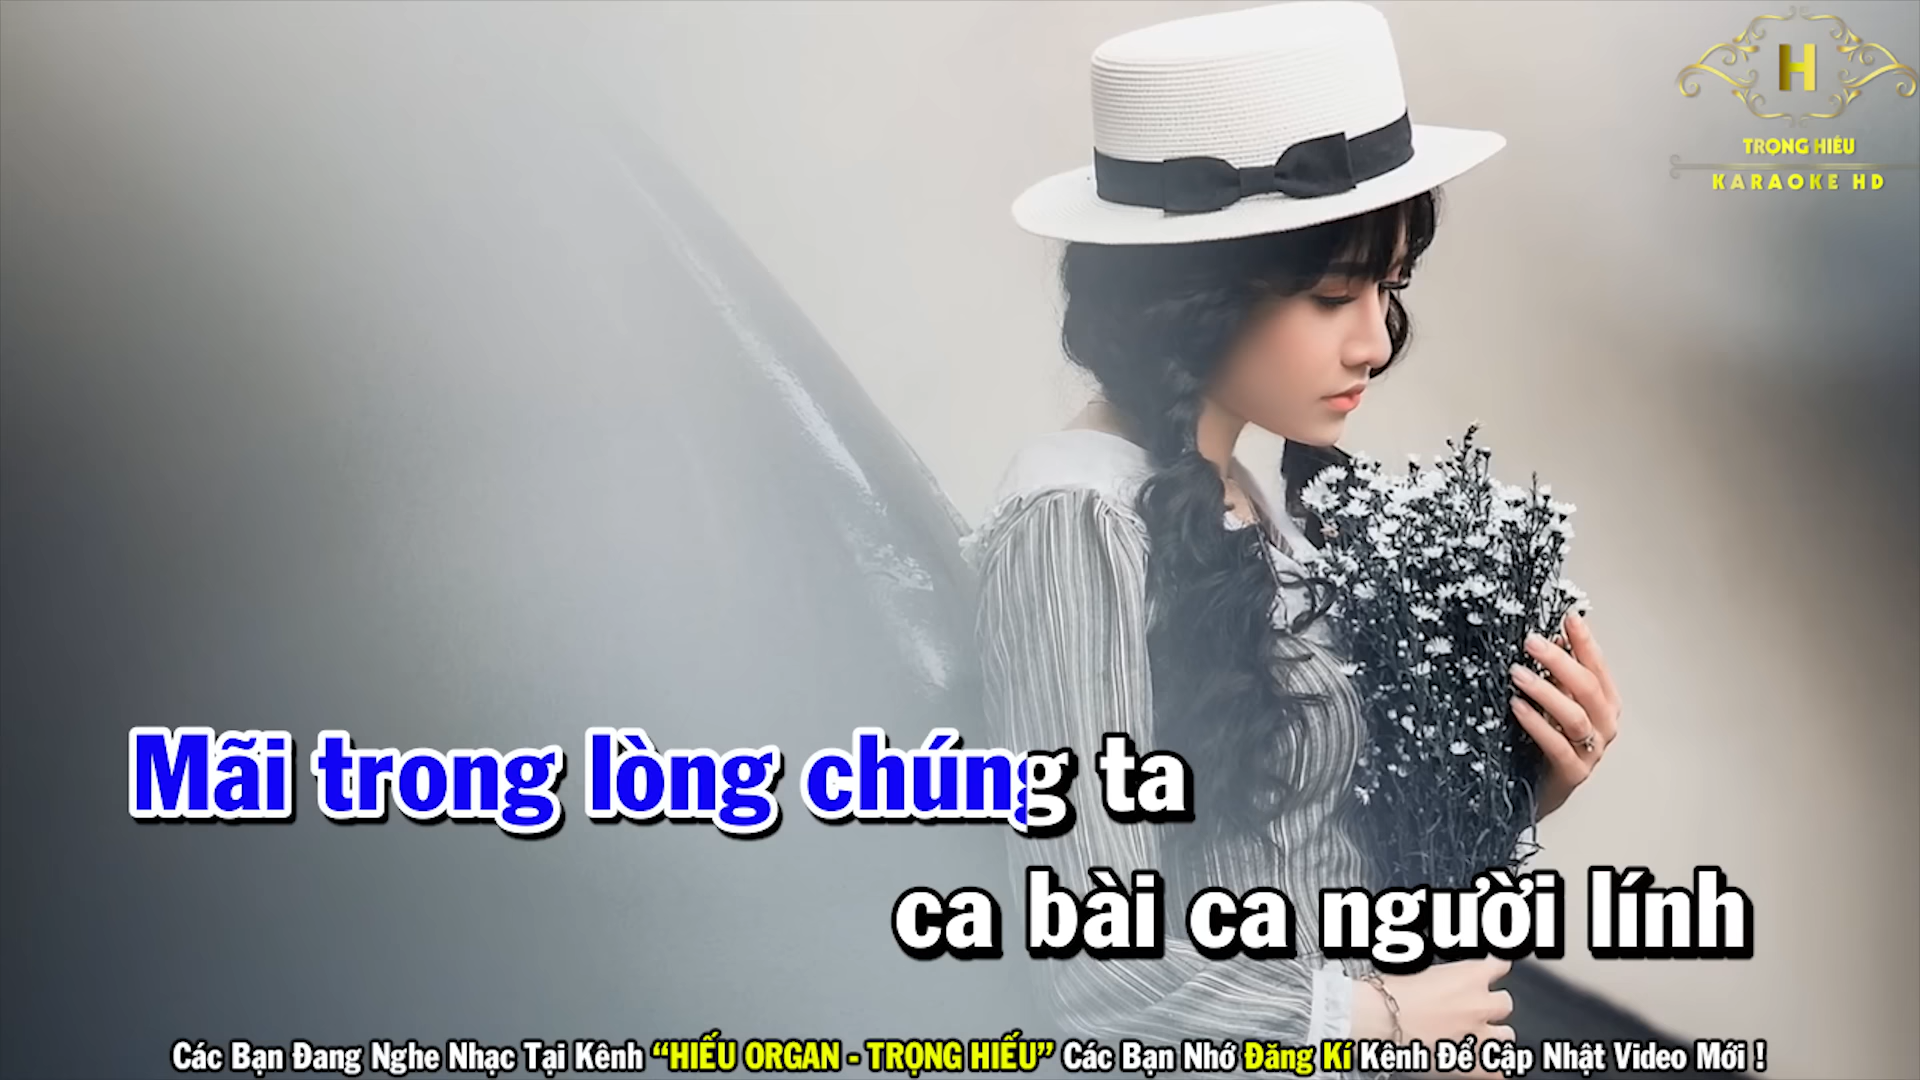 H
TRỌNG HIẾU
KARAOKE HD
Mãi trong lòng chúng ta
ca bài ca người lính
Các Bạn Đang Nghe Nhạc Tại Kênh “HIẾU ORGAN - TRỌNG HIẾU” Các Bạn Nhớ Đăng Kí Kênh Để Cập Nhật Video Mới !